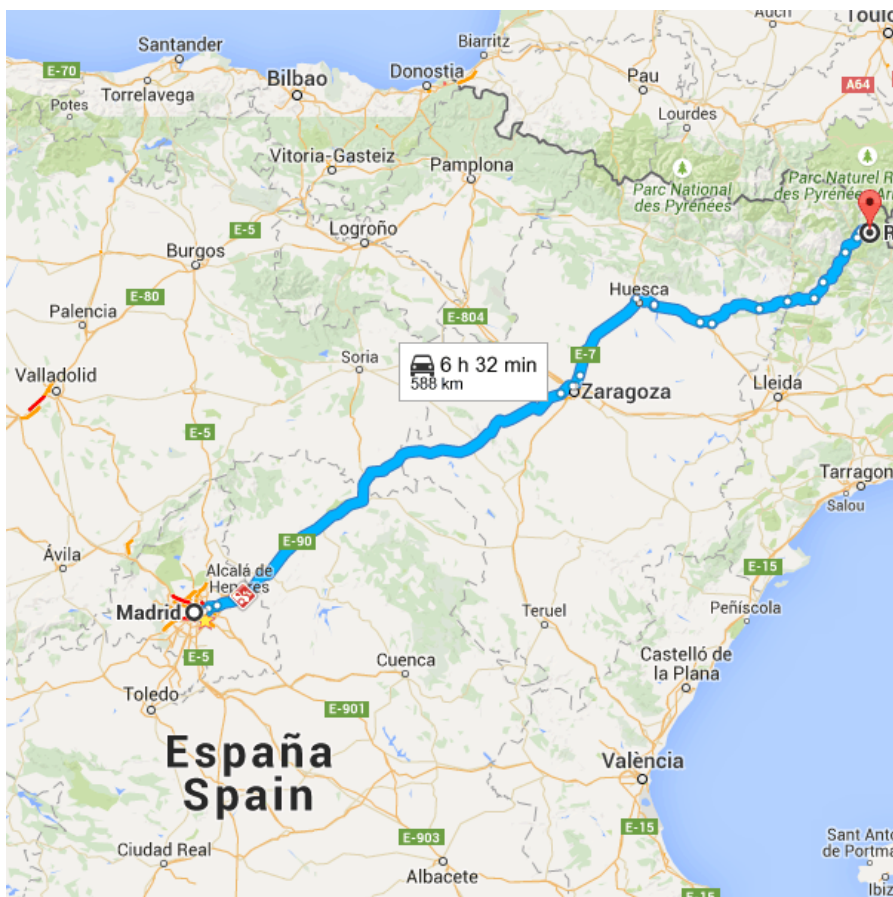 Auch
Toulo
Santander
Biarritz
E-70
Torrelavega
Bilbao
Donostia
Pau
A64
Potes
Lourdes
Vitoria-Gasteiz
Pamplona
Parc National
des Pyrénées
Parc Naturel R
des Pyrénées Ar
E-5
Logroño
R
Burgos
Huesca
E-80
Palencia
E-804
E-7
Soria
6 h 32 min
588 km
Valladolid
Zaragoza
Lleida
E-5
Tarragon
Salou
E-90
Ávila
Alcalá de
Henares
E-15
Madrid
Teruel
Peñíscola
E-5
Cuenca
Castelló de
la Plana
Toledo
E-901
España
Spain
València
E-15
E-903
Ciudad Real
Sant Anto
de Portma
Albacete
Ibiz
E-15